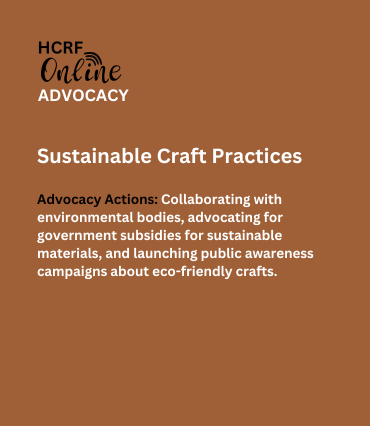 HCRF
Online
ADVOCACY
Sustainable Craft Practices
Advocacy Actions: Collaborating with
environmental bodies, advocating for
government subsidies for sustainable
materials, and launching public awareness
campaigns about eco-friendly crafts.